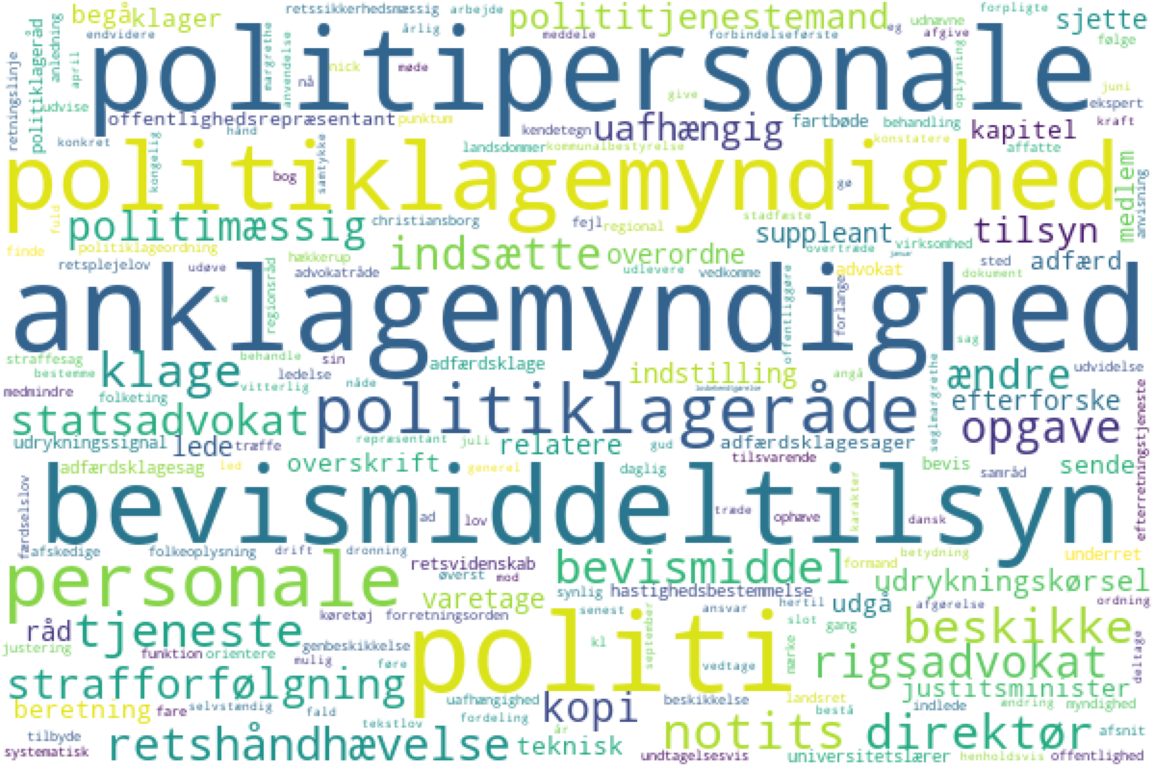 begå klager retssikkerhedsmæssig arbejde polititjenestemand udnævne forpligte sjette
endvidere årlig meddele forbindelseførste eg afgive følge
politipersonale
retningslinje politiklageråd anledning april margrethe anvendelse nå nick møde give oplysning juni
udvise offentlighedsrepræsentant punktum kendetegn uafhængig fartbøde behandling kapitel ekspert kraft
konkret hånd landsdommer kommunalbestyrelse konstatere affatte
politiklagemyndighed
kongelig bog samtykke gø medlem anvisning
fuld politimæssig christiansborg fejl regional stadfæste suppleant tilsyn
finde politiklageordning indsætte overordne overtræde virksomhed januar
retsplejelov udøve hækkerup advokatråde udlevere vedkomme advokat sted adfærd dokument
anklagemyndighed
se regionsråd offentliggøre forlange sag
straffesag klage behandle sin adfærdsklage indstilling angå ændre udvidelse
bestemme ledelse
medmindre folketing vitterlig nåde seglmargrethe efterforske
statsadvokat politiklageråde opgave
udrykningssignal lede træffe repræsentant juli relatere gud adfærdsklagesager efterretningstjeneste
adfærdsklagesag led overskrift generel daglig tilsvarende bevis samråd sende
bevismiddeltilsyn
færdselslov ad lov træde ophæve karakter dansk
afskedige folkeoplysning drift dronning retsvidenskab bevismiddel formand betydning underret
personale øverst mod synlig hastighedsbestemmelse udrykningskørsel
køretøj forretningsorden varetage senest ansvar hertil udgå afgørelse ordning
råd tjeneste genbeskikkelse politi kl september slot gang beskikke
justering funktion orientere mulig føre vedtage mærke rigsadvokat deltage
strafforfølgning uafhængighed kopi beskikkelse landsret justitsminister
beretning fare selvstændig fald fordeling bestå indlede ændring myndighed
tilbyde tekstlov år notits direktør afsnit
systematisk retshåndhævelse teknisk undtagelsesvis universitetslærer henholdsvis offentlighed